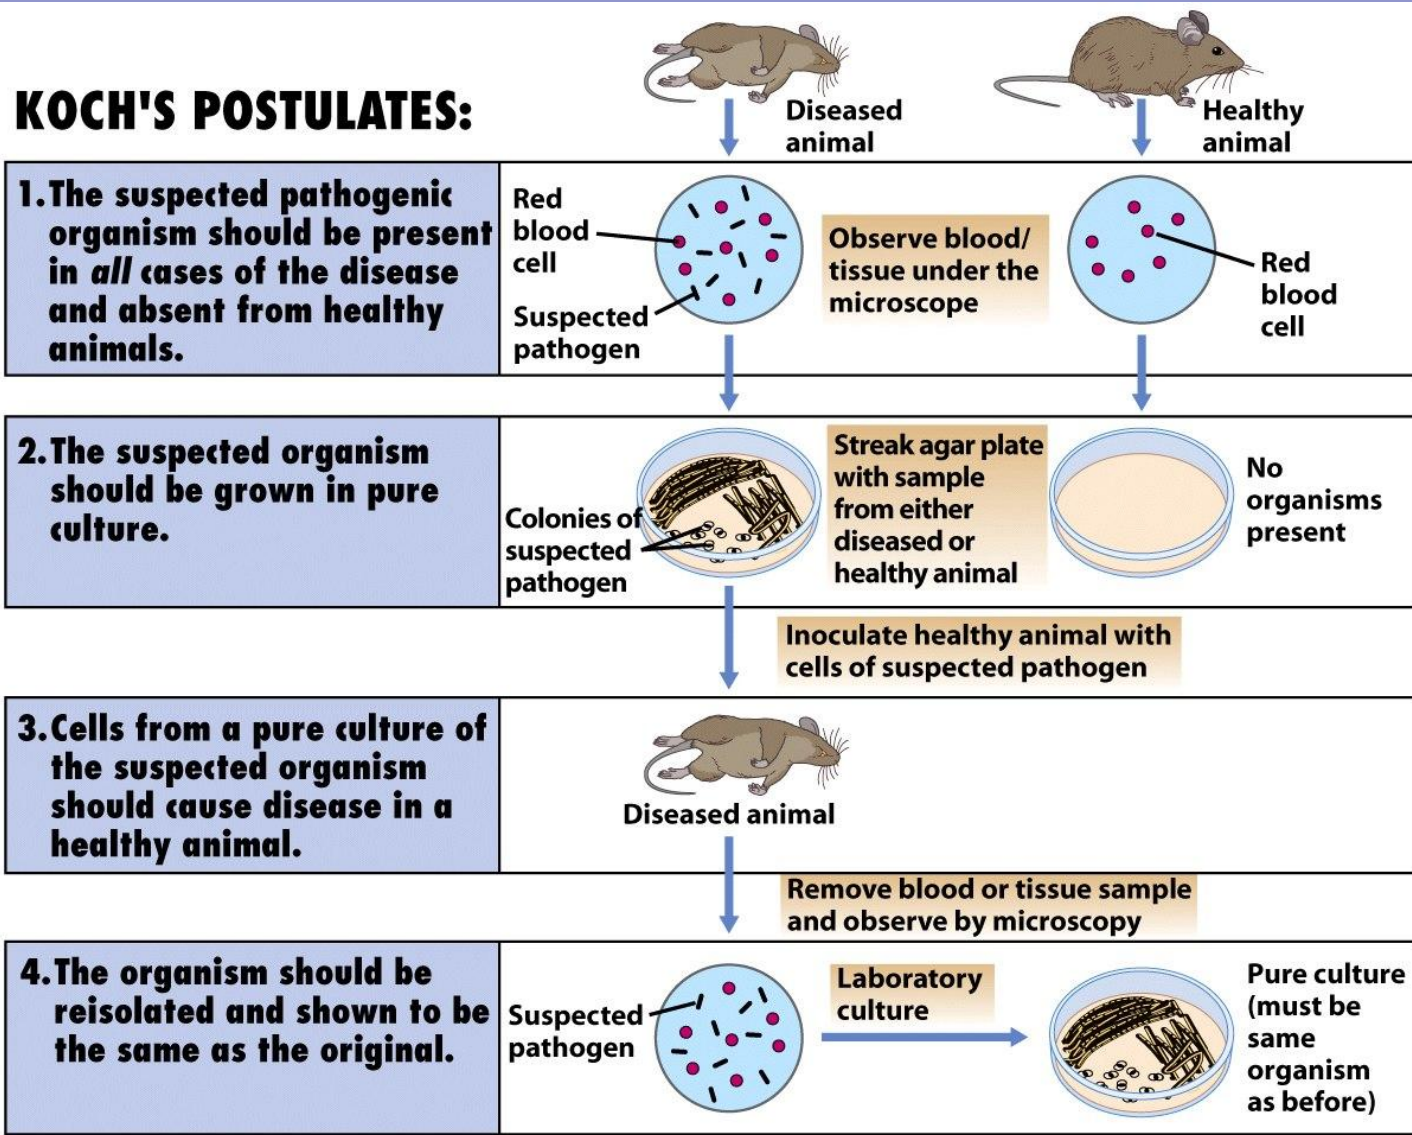 KOCH'S POSTULATES:
Diseased
animal
Healthy
animal
1. The suspected pathogenic
organism should be present
in all cases of the disease
and absent from healthy
animals.
Red
blood
cell
Suspected
pathogen
Observe blood/
tissue under the
microscope
Red
blood
cell
2. The suspected organism
should be grown in pure
culture.
Colonies of
suspected
pathogen
Streak agar plate
with sample
from either
diseased or
healthy animal
No
organisms
present
Inoculate healthy animal with
cells of suspected pathogen
3. Cells from a pure culture of
the suspected organism
should cause disease in a
healthy animal.
Diseased animal
Remove blood or tissue sample
and observe by microscopy
4. The organism should be
reisolated and shown to be
the same as the original.
Suspected
pathogen
Laboratory
culture
Pure culture
(must be
same
organism
as before)